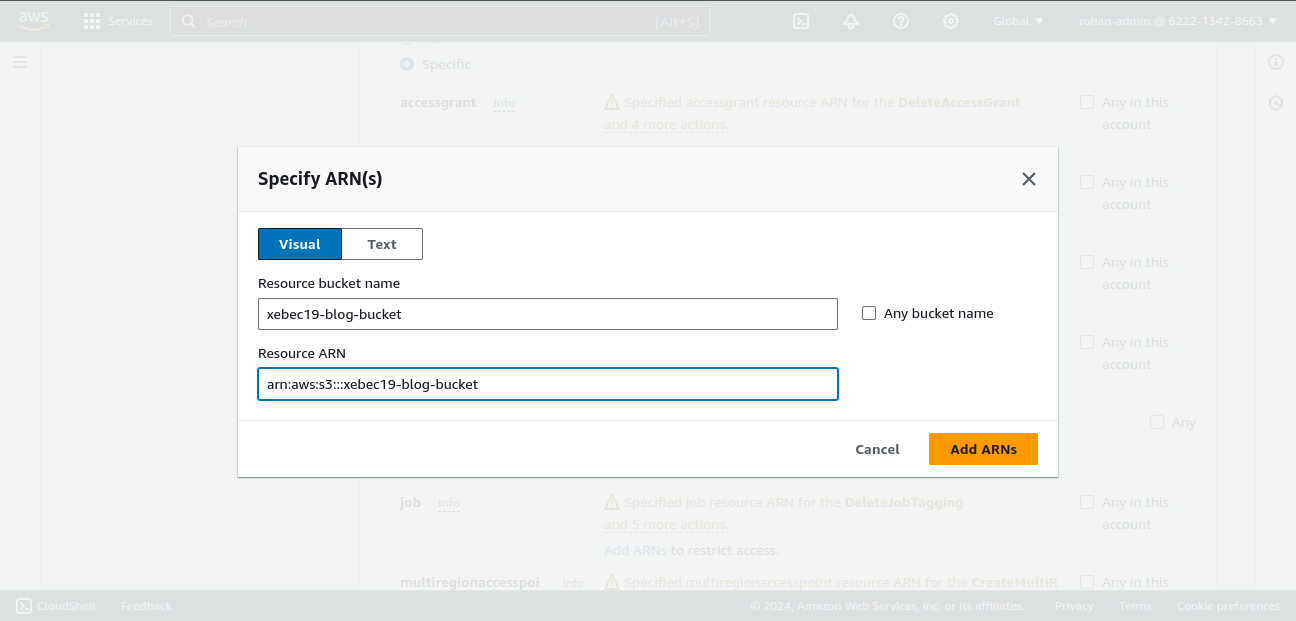 aws Services Search [Alt+S] Global ▼ rohan-admin @ 6222-1342-8663 ▼
Specific
accessgrant Info Specified accessgrant resource ARN for the DeleteAccessGrant Any in this
and 4 more actions. account
Any in this
account
Specify ARN(s)
Visual Text
Resource bucket name
xebec19-blog-bucket Any bucket name
Any in this
account
Resource ARN
arn:aws:s3:::xebec19-blog-bucket
Any in this
account
Any
Cancel Add ARNs
job Info Specified job resource ARN for the DeleteJobTagging Any in this
and 5 more actions. account
Add ARNs to restrict access.
multiregionaccesspoi Info Specified multiregionaccesspoint resource ARN for the CreateMultiR Any in this
CloudShell Feedback © 2024, Amazon Web Services, Inc. or its affiliates. Privacy Terms Cookie preferences